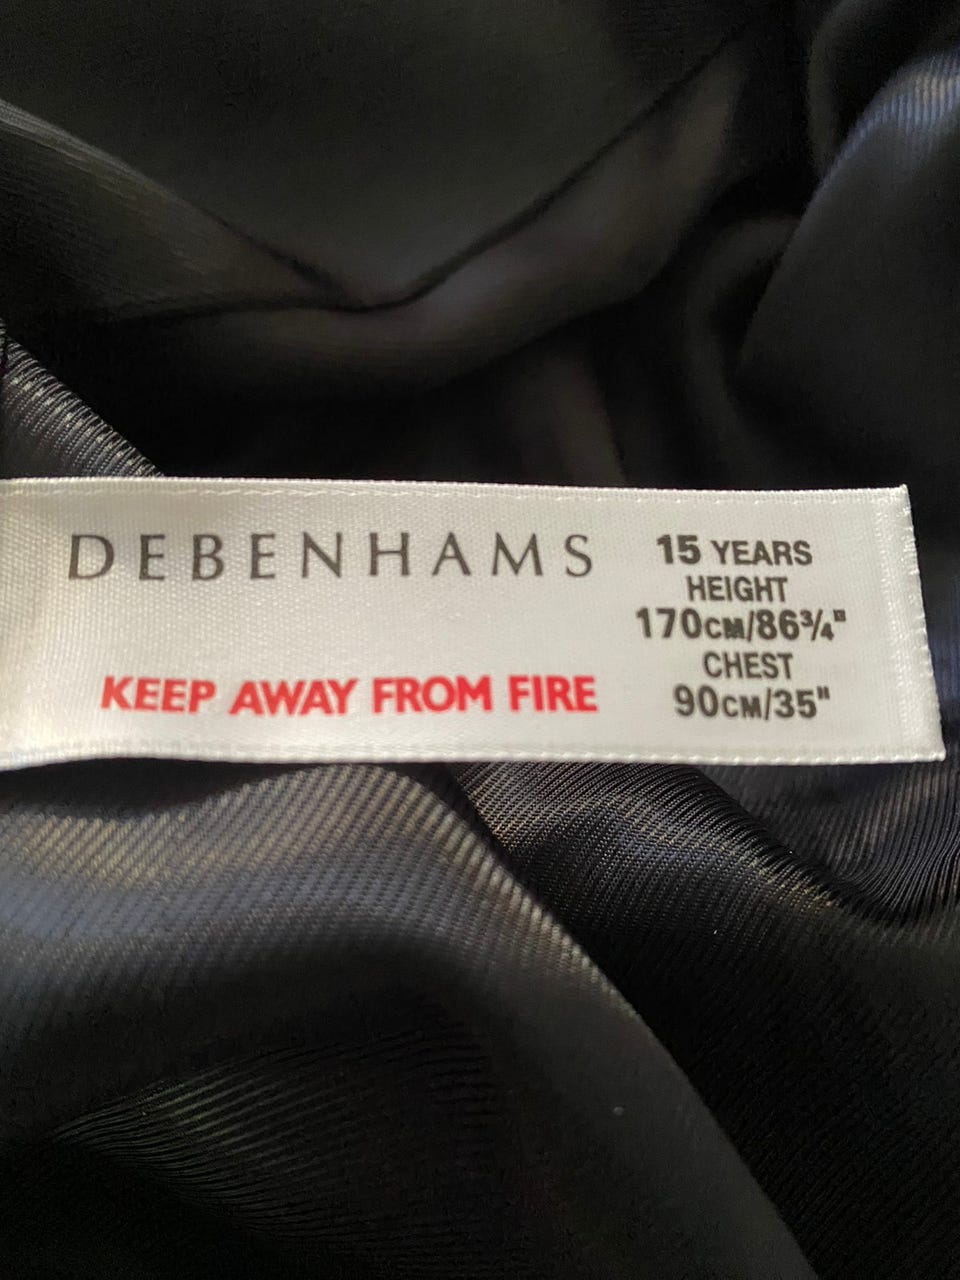 DEBENHAMS
KEEP AWAY FROM FIRE
15 YEARS
HEIGHT
170CM/86¾"
CHEST
90CM/35"